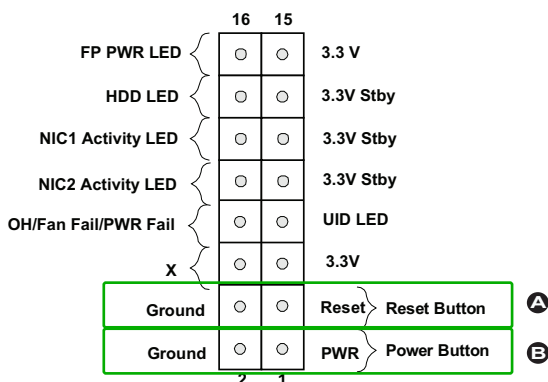 16 15
FP PWR LED 3.3 V
HDD LED 3.3V Stby
NIC1 Activity LED 3.3V Stby
NIC2 Activity LED 3.3V Stby
OH/Fan Fail/PWR Fail UID LED
X 3.3V
Ground Reset Reset Button A
Ground PWR Power Button B
2 1